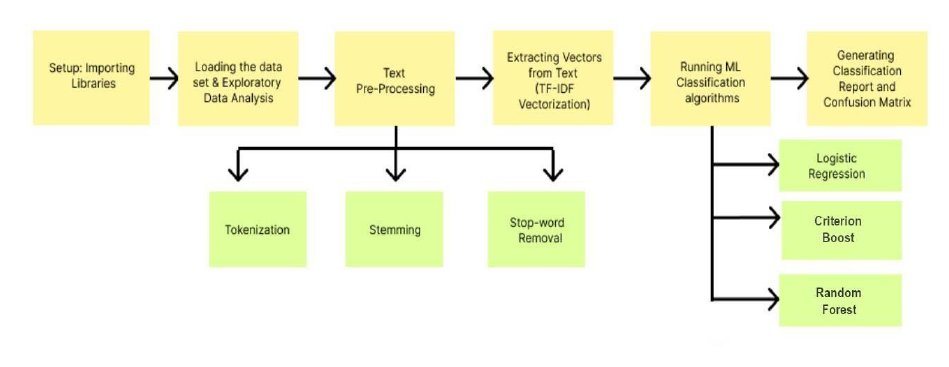 Setup: Importing
Libraries
Loading the data
set & Exploratory
Data Analysis
Text
Pre-Processing
Extracting Vectors
from Text
(TF-IDF
Vectorization)
Running ML
Classification
algorithms
Generating
Classification
Report and
Confusion Matrix
Tokenization
Stemming
Stop-word
Removal
Logistic
Regression
Criterion
Boost
Random
Forest